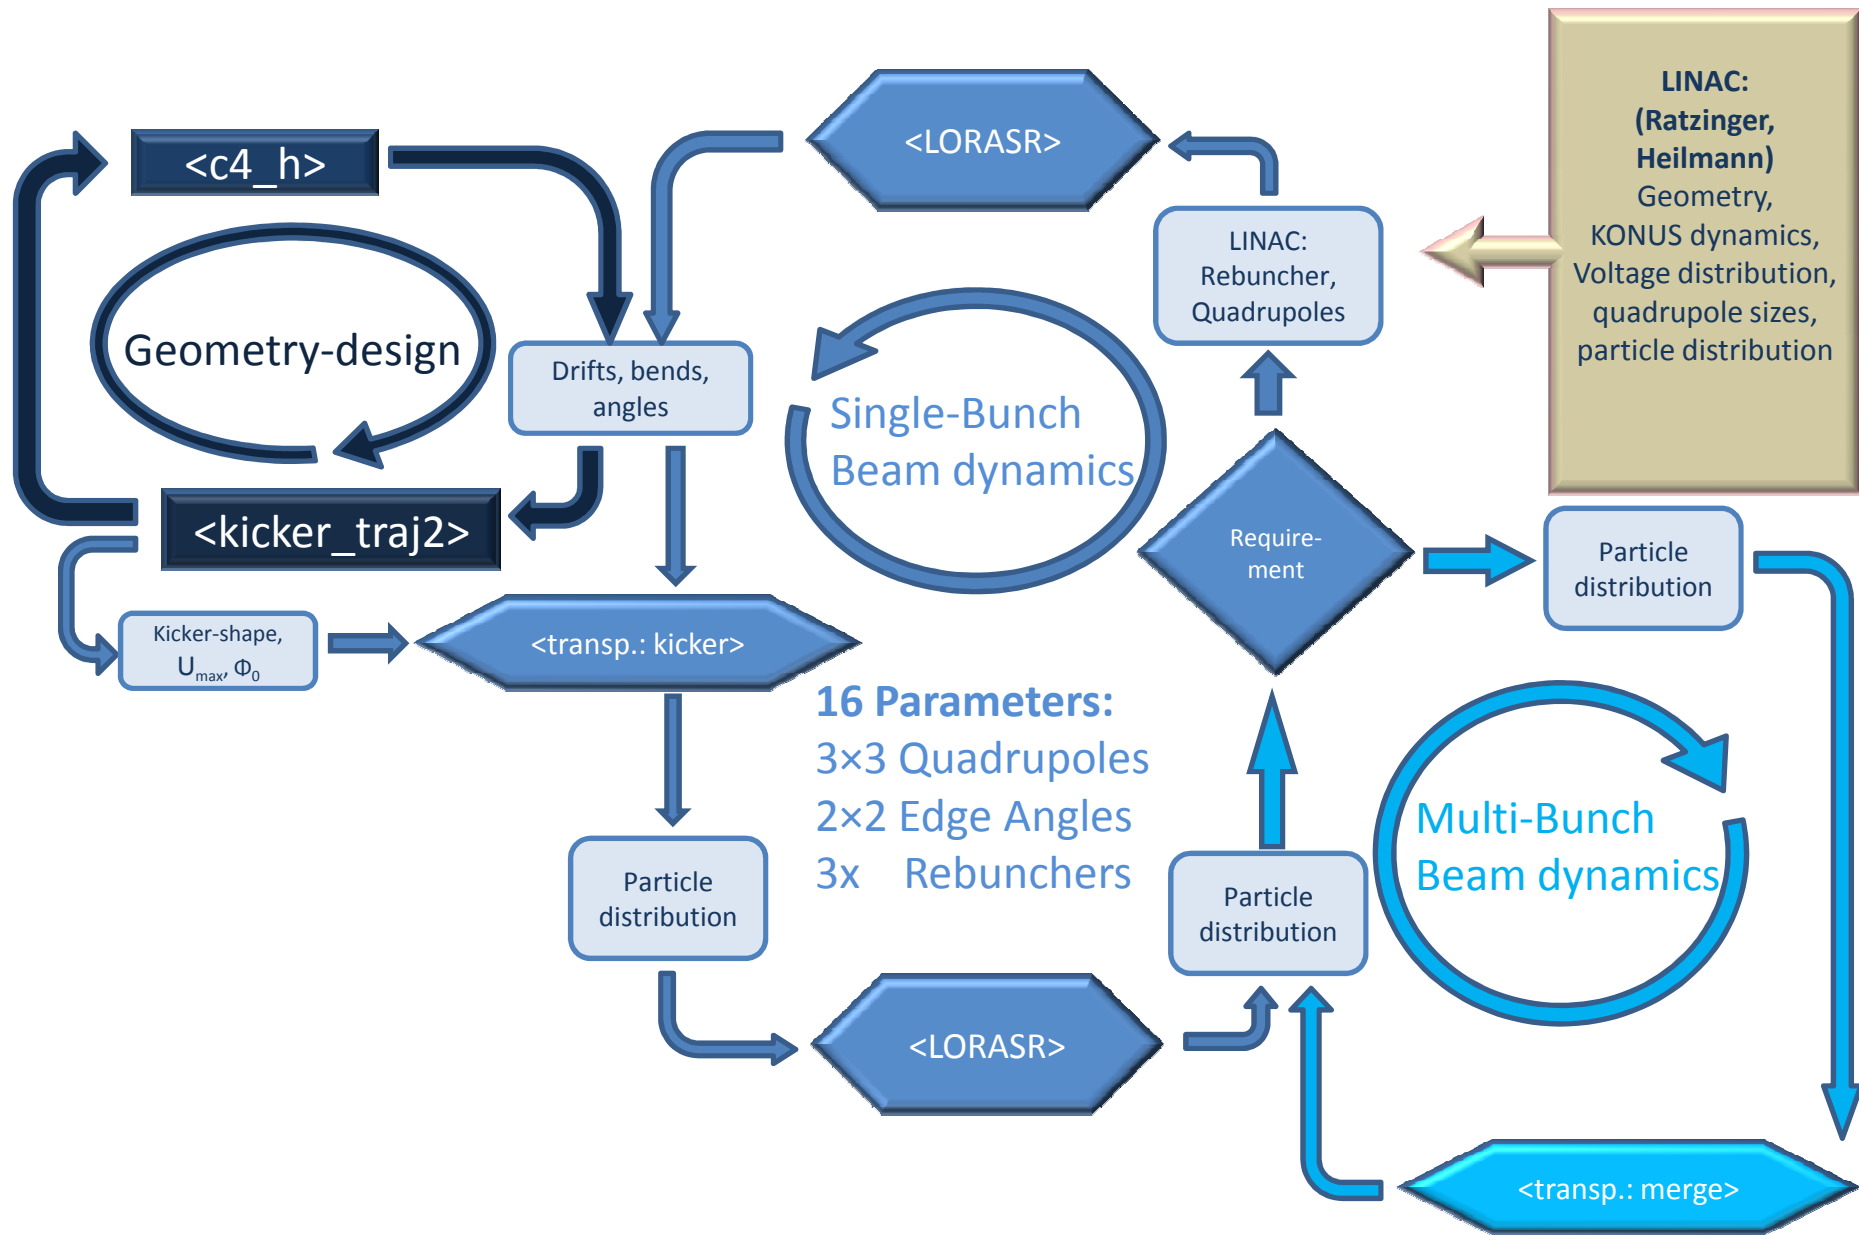 <c4_h>
Geometry-design
<kicker_traj2>
Kicker-shape,
Umax, Φ0
Drifts, bends,
angles
<LORASR>
LINAC:
Rebuncher,
Quadrupoles
LINAC:
(Ratzinger,
Heilmann)
Geometry,
KONUS dynamics,
Voltage distribution,
quadrupole sizes,
particle distribution
Single-Bunch
Beam dynamics
Require-
ment
Particle
distribution
<transp.: kicker>
16 Parameters:
3×3 Quadrupoles
2×2 Edge Angles
3x Rebunchers
Multi-Bunch
Beam dynamics
Particle
distribution
Particle
distribution
<LORASR>
<transp.: merge>